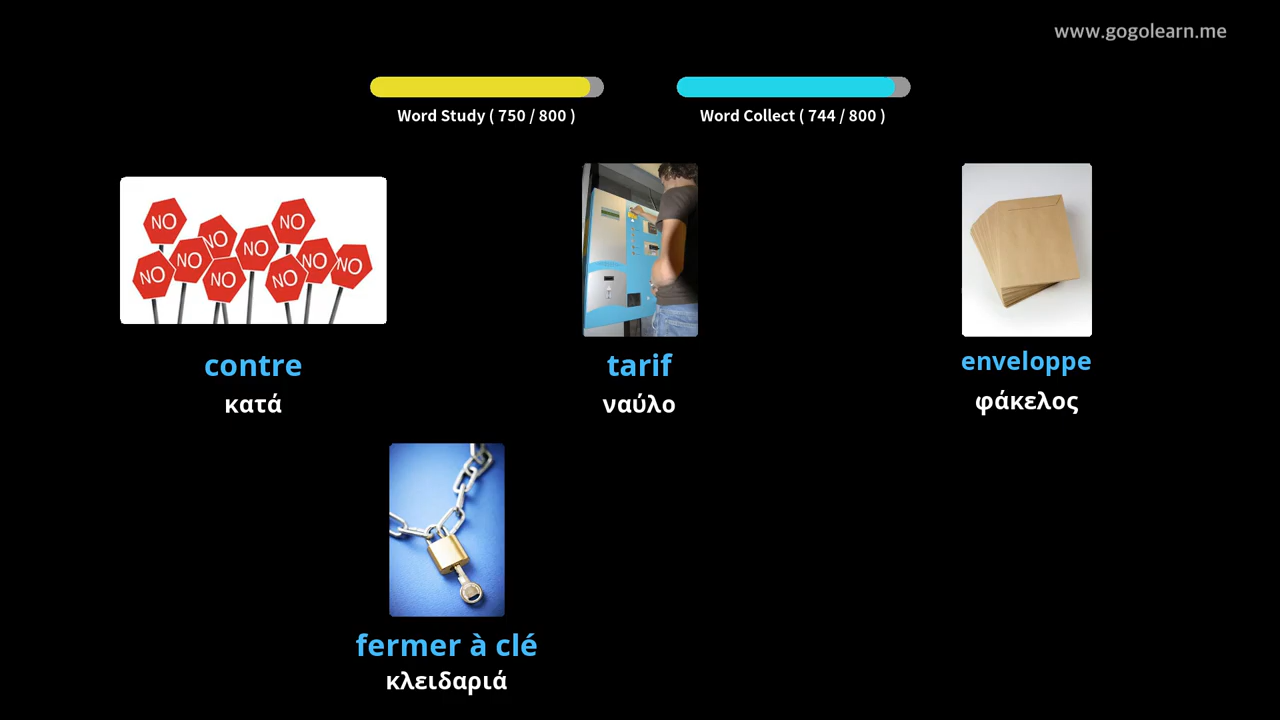 www.gogolearn.me
Word Study ( 750 / 800 )
Word Collect ( 744 / 800 )
NO
NO
NO
NO
NO
NO
NO
NO
NO
NO
contre
κατά
tarif
ναύλο
enveloppe
φάκελος
fermer à clé
κλειδαριά